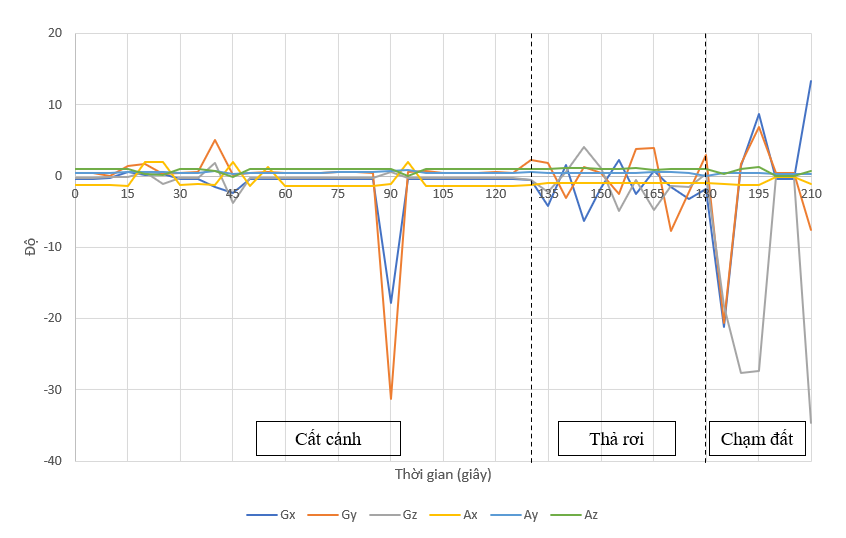 20
10
0
-10
-20
-30
-40
Độ
0 15 30 45 60 75 90 105 120 135 150 165 180 195 210
Cất cánh
Thả rơi
Chạm đất
Thời gian (giây)
Gx Gy Gz Ax Ay Az